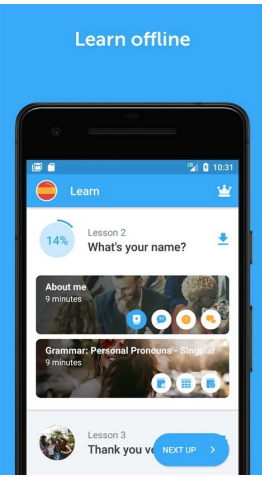 Learn offline
10:31
Learn
14%
Lesson 2
What's your name?
About me
9 minutes
Grammar: Personal Pronouns - Singular
9 minutes
Lesson 3
Thank you
NEXT UP